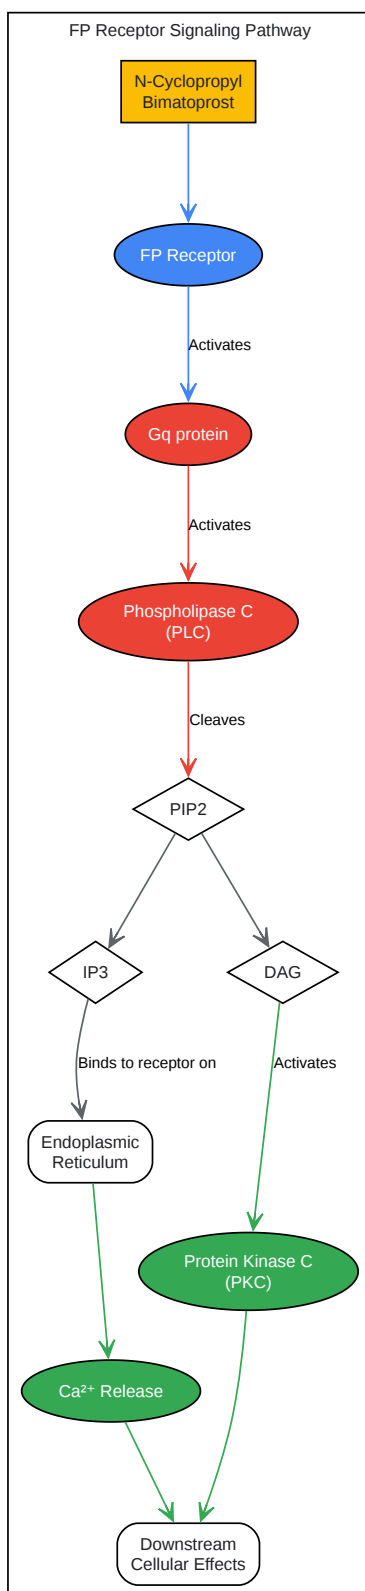 FP Receptor Signaling Pathway
N-Cyclopropyl
Bimatoprost
FP Receptor
Activates
Gq protein
Activates
Phospholipase C
(PLC)
Cleaves
PIP2
IP3
DAG
Binds to receptor on
Activates
Endoplasmic
Reticulum
Protein Kinase C
(PKC)
Ca²⁺ Release
Downstream
Cellular Effects